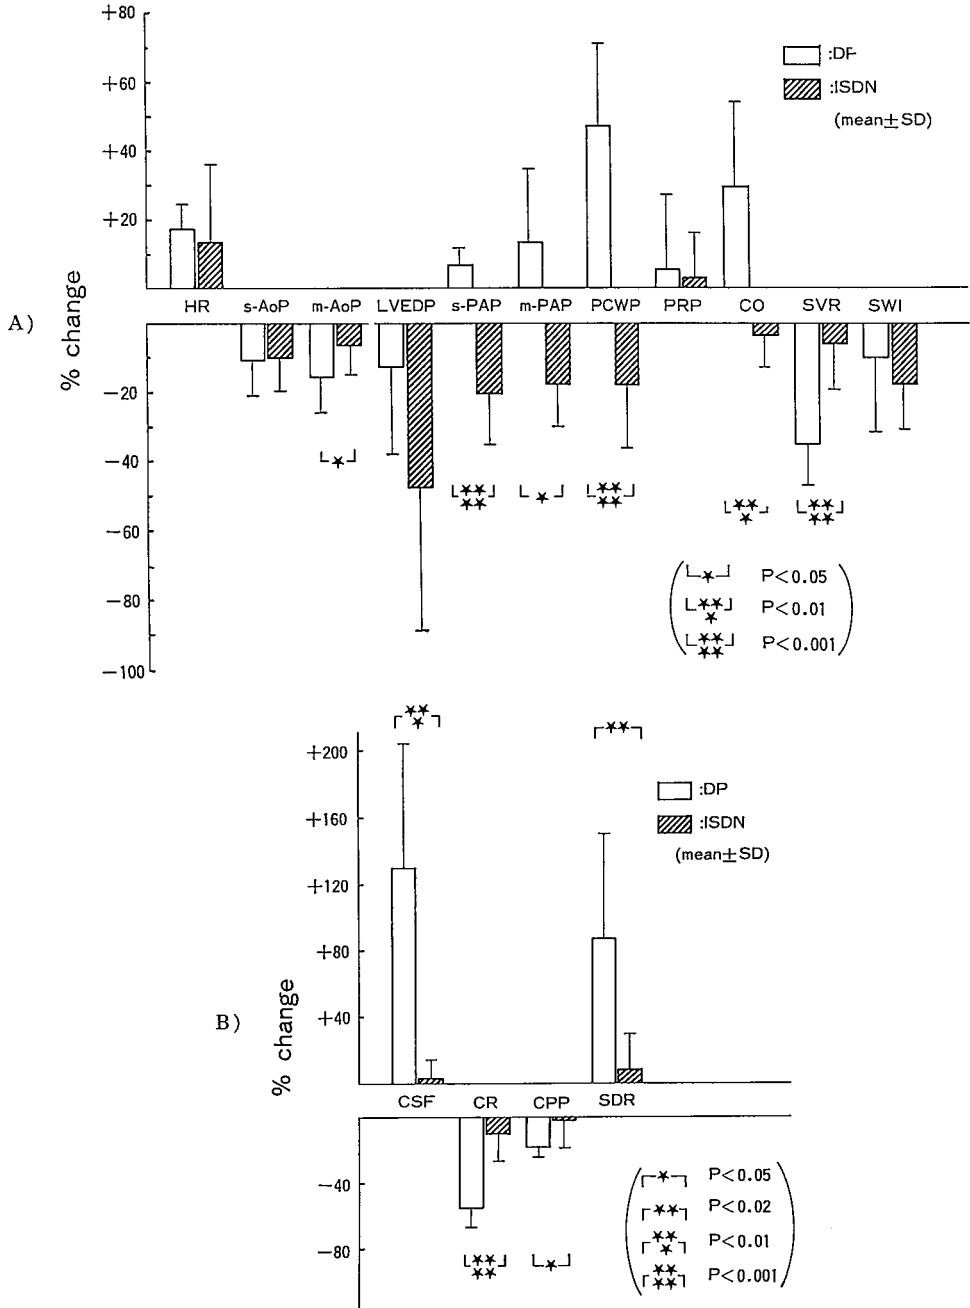 +80
+60
+40
+20
:DP
:ISDN
(mean±SD)
HR s-AoP m-AoP LVEDP s-PAP m-PAP PCWP PRP CO SVR SWI
A)
% change
−20
−40
−60
−80
−100
★
★★★★
★
★★★★
★★★
★★★★
★ P<0.05
★★★ P<0.01
★★★★ P<0.001
★★★
★★
+200
+160
+120
+80
+40
:DP
:ISDN
(mean±SD)
B)
% change
CSF CR CPP SDR
−40
−80
★★★★
★
★ P<0.05
★★ P<0.02
★★★ P<0.01
★★★★ P<0.001